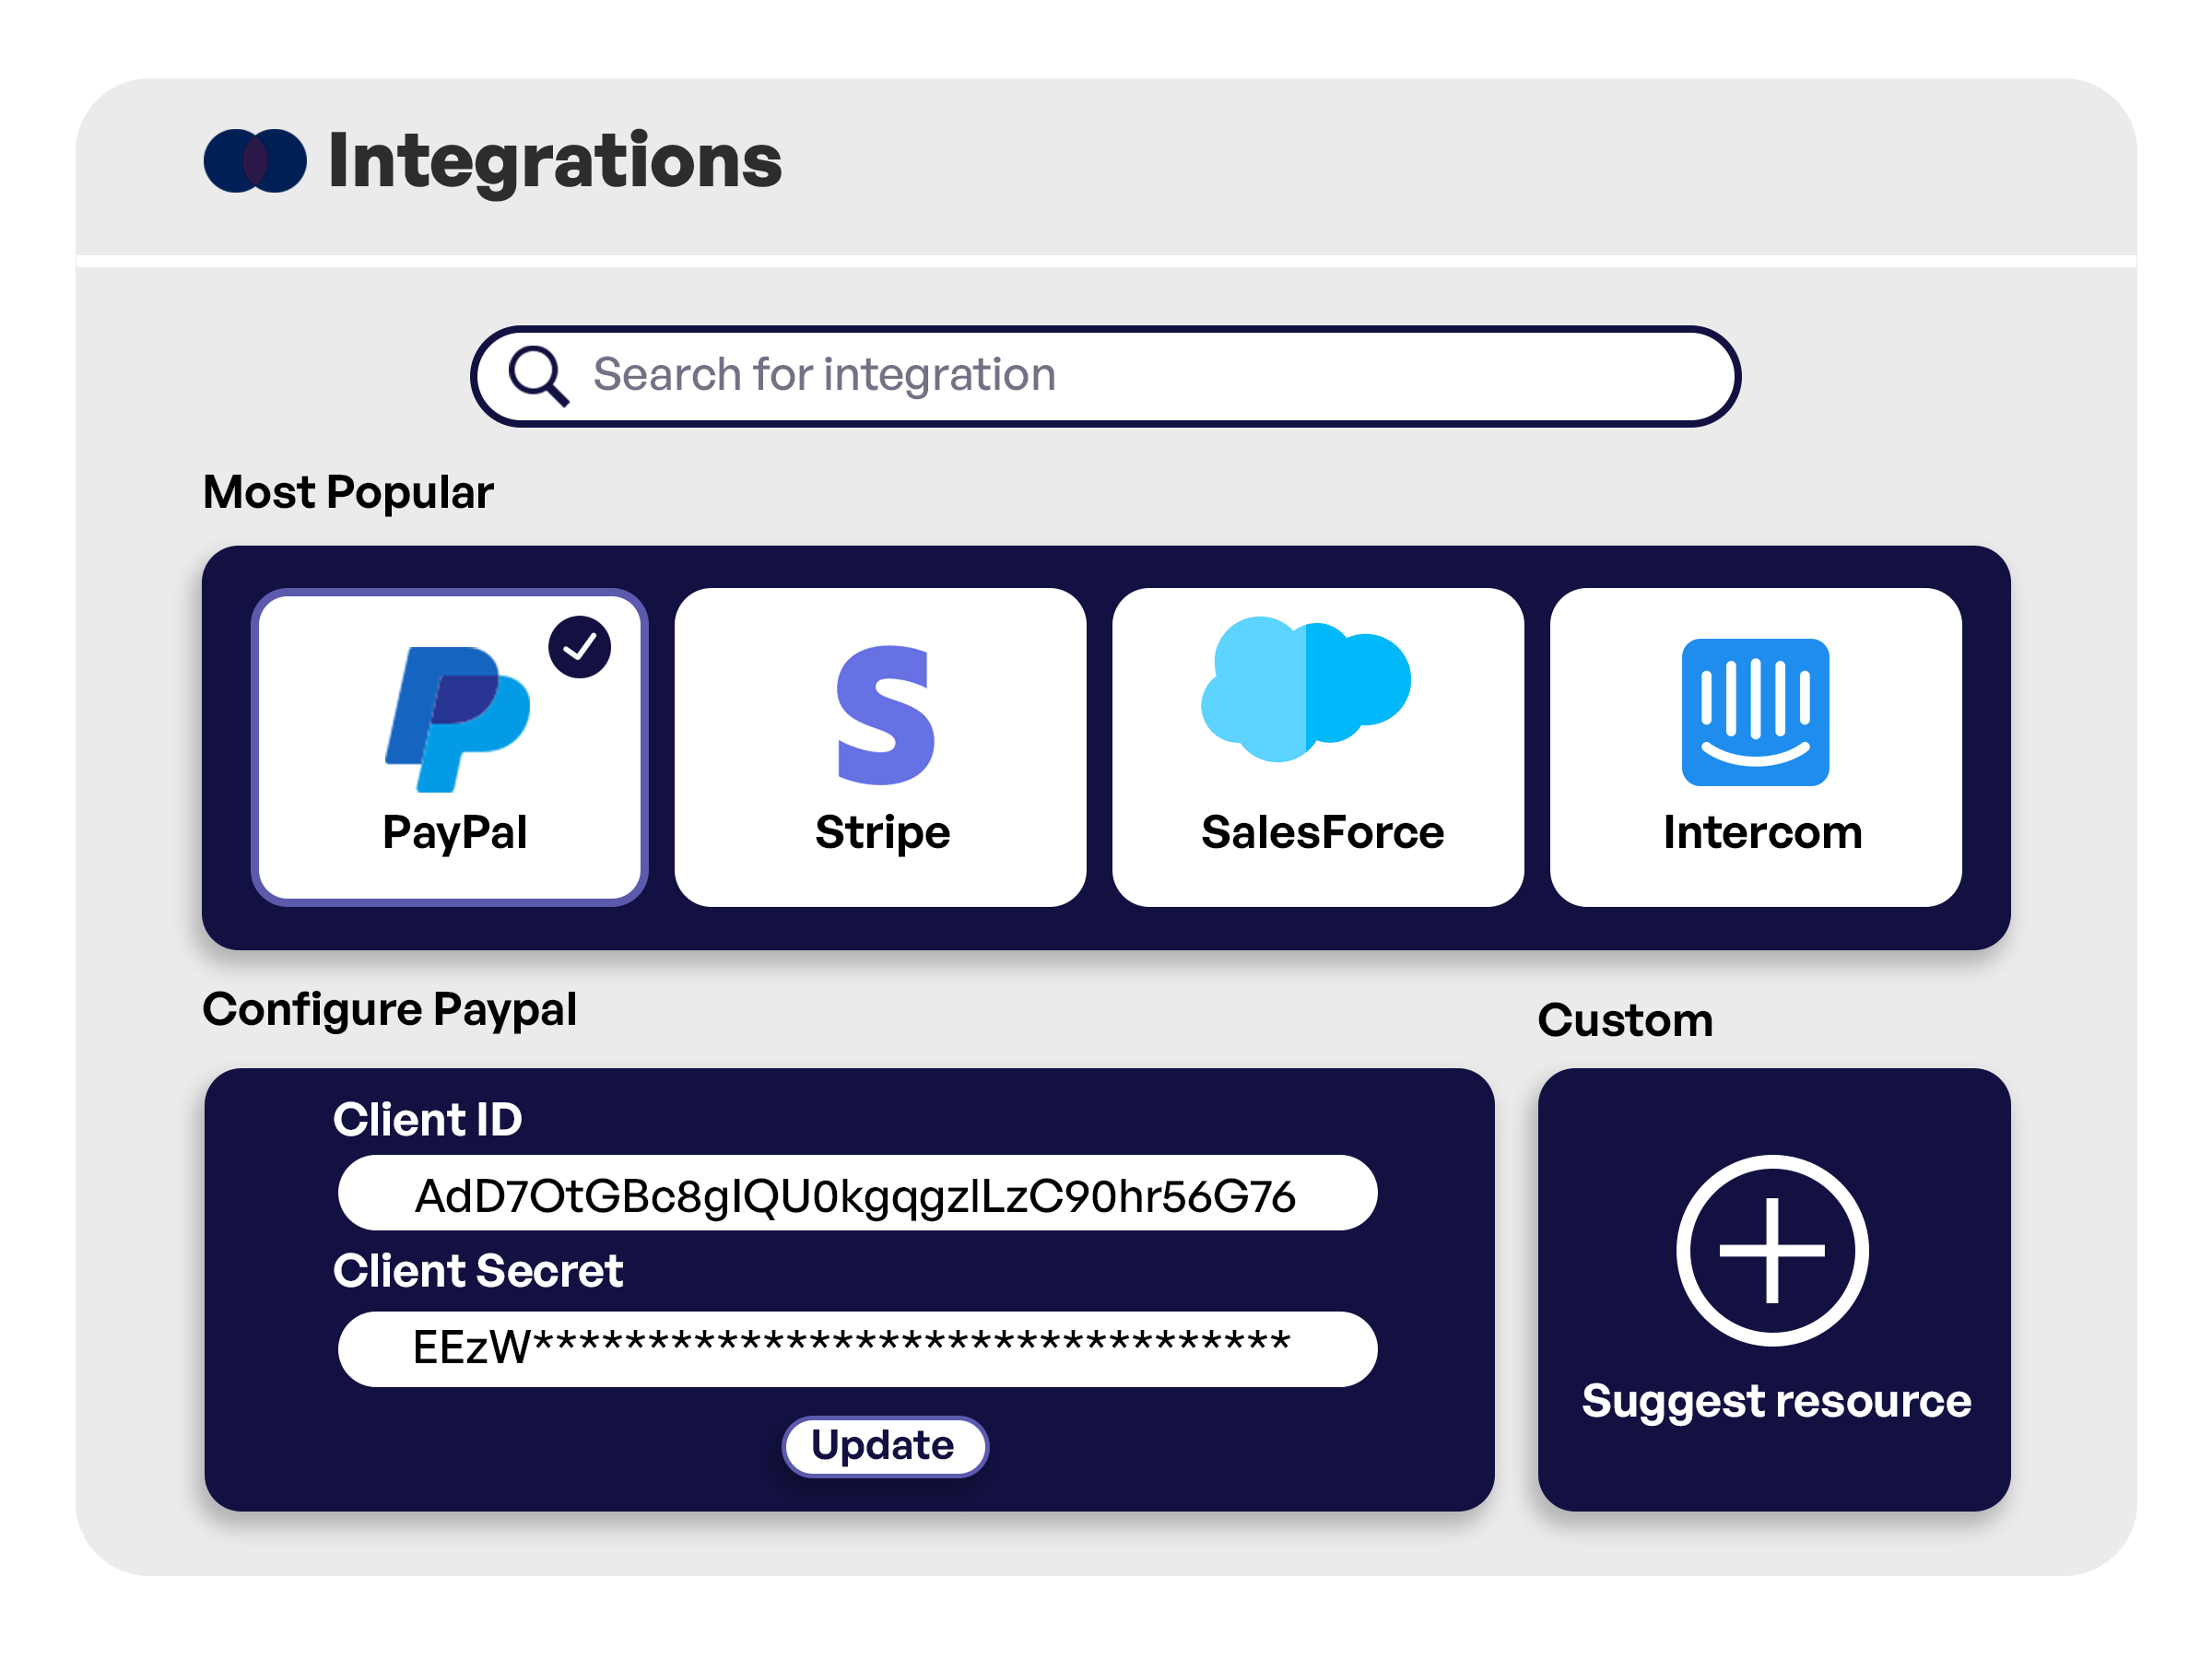 Integrations
Search for integration
Most Popular
PayPal
Stripe
SalesForce
Intercom
Configure Paypal
Client ID
AdD7OtGBc8glQU0kgqgzlLzC90hr56G76
Client Secret
EEzW*********************************
Update
Custom
Suggest resource